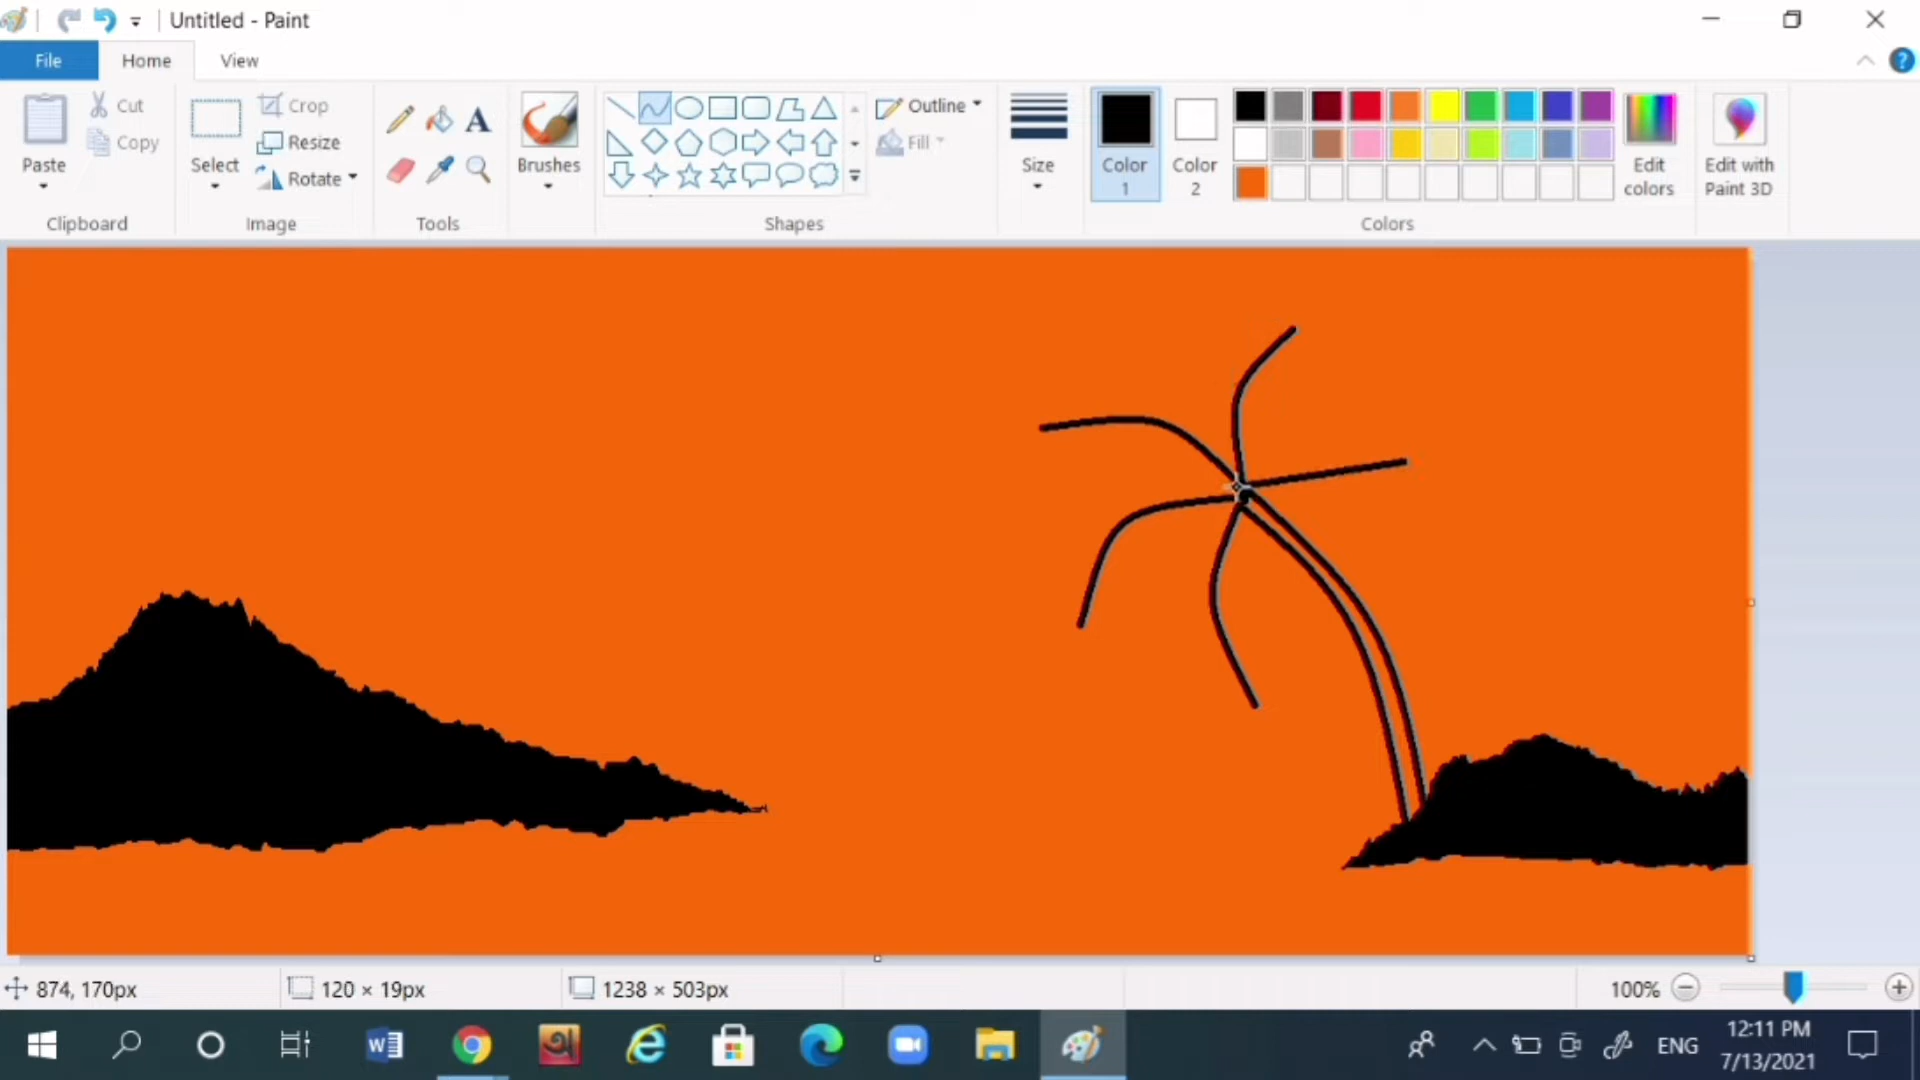 Untitled - Paint
File Home View
Paste
Cut
Copy
Clipboard
Select
Crop
Resize
Rotate
Image
A
Tools
Brushes
Outline
Fill
Shapes
Size
Color
1
Color
2
Edit
colors
Edit with
Paint 3D
Colors
874, 170px
120 × 19px
1238 × 503px
100%
ENG
12:11 PM
7/13/2021